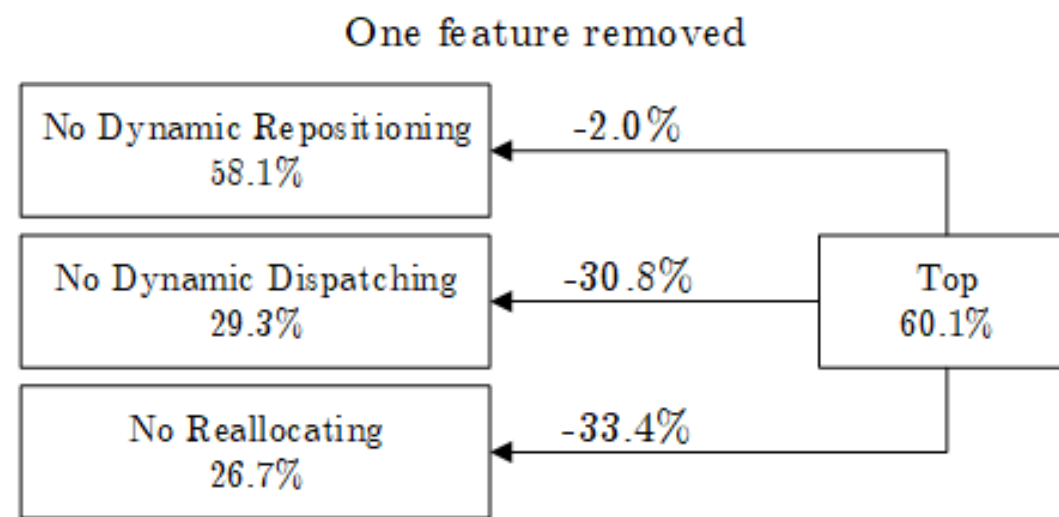 One feature removed
No Dynamic Repositioning
58.1%
-2.0%
No Dynamic Dispatching
29.3%
-30.8%
Top
60.1%
No Reallocating
26.7%
-33.4%